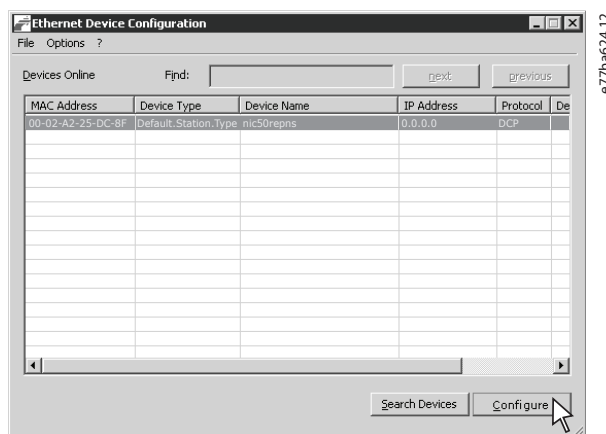 Ethernet Device Configuration
File Options ?
Devices Online Find: next previous
MAC Address Device Type Device Name IP Address Protocol De
00-02-A2-25-DC-8F Default.Station.Type nic50repns 0.0.0.0 DCP
Search Devices Configure
e77ba624.12